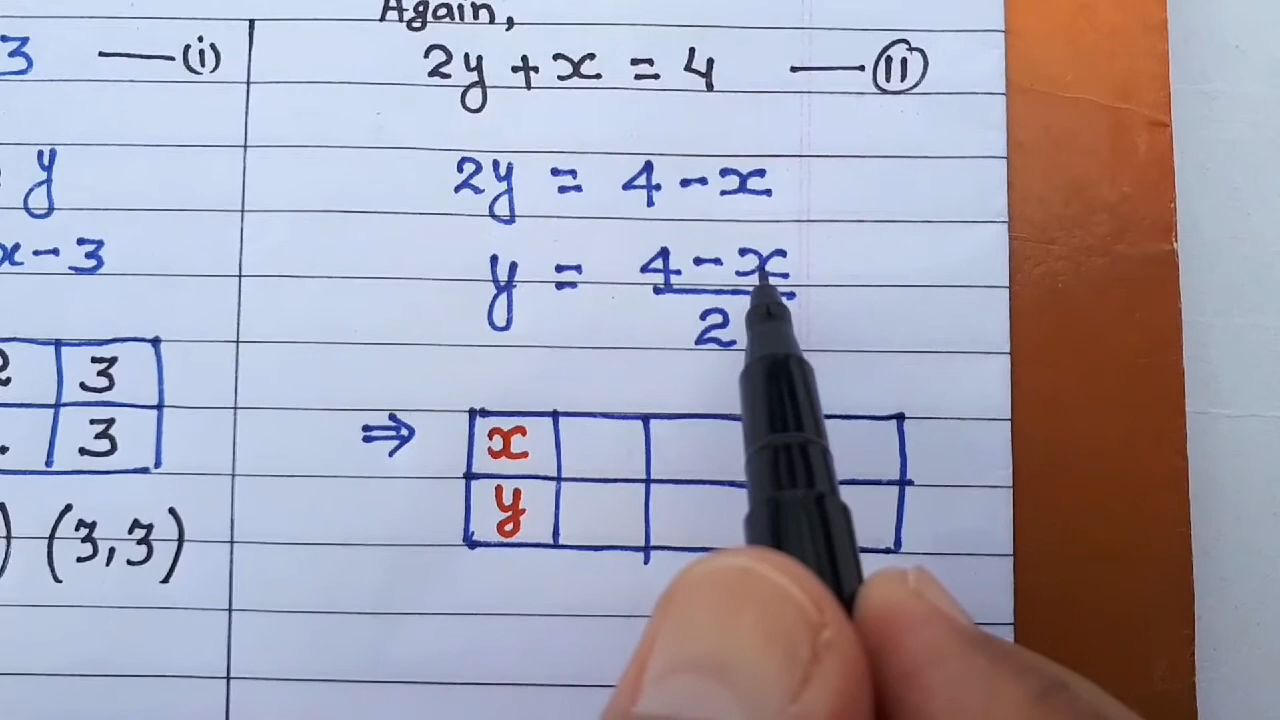 3 —(i)
y
x - 3
3
. 3
) (3,3)
Again,
2y + x = 4 — (II)
2y = 4 - x
y = 4 - x
2
⇒ x
y